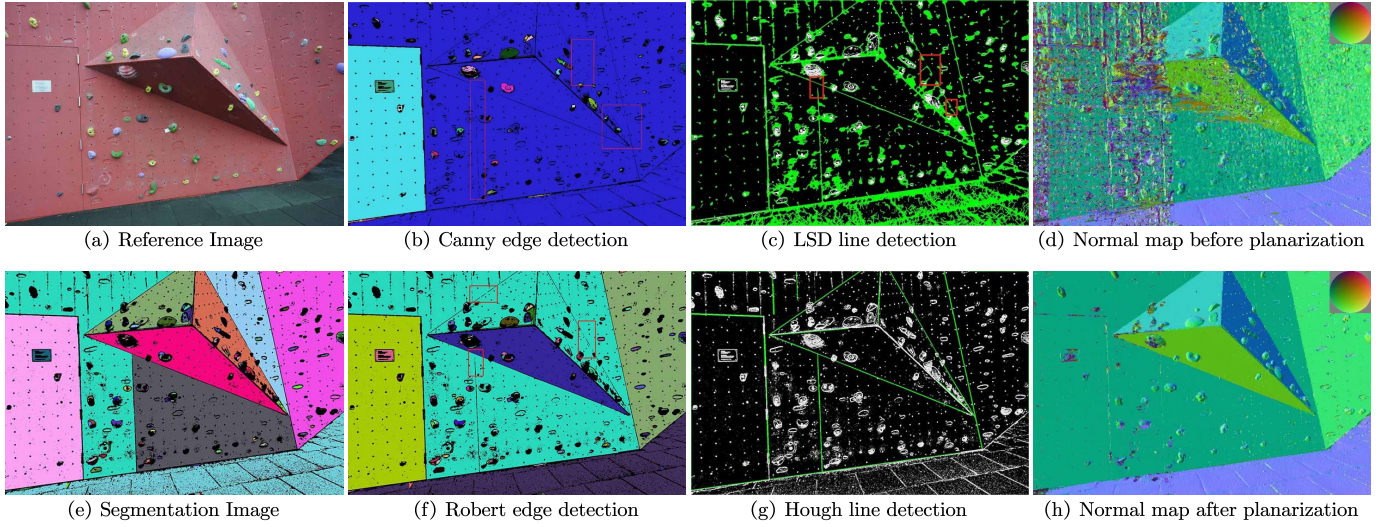 (a) Reference Image
(b) Canny edge detection
(c) LSD line detection
(d) Normal map before planarization
(e) Segmentation Image
(f) Robert edge detection
(g) Hough line detection
(h) Normal map after planarization